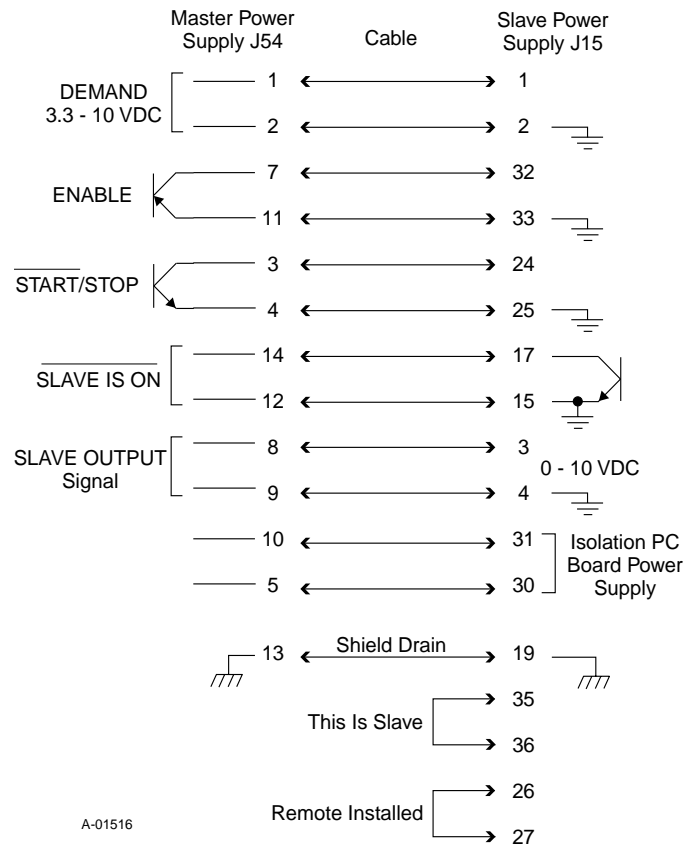 Master Power Supply J54
Cable
Slave Power Supply J15
DEMAND
3.3 - 10 VDC
1
1
2
2
ENABLE
7
32
11
33
START/STOP
3
24
4
25
SLAVE IS ON
14
17
12
15
SLAVE OUTPUT
Signal
8
3
0 - 10 VDC
9
4
10
31
5
30
Isolation PC
Board Power
Supply
13
Shield Drain
19
35
This Is Slave
36
26
Remote Installed
27
A-01516